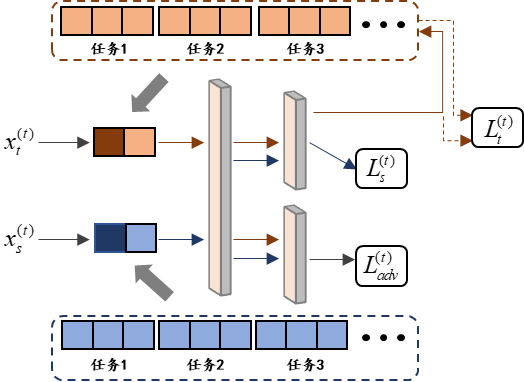 任务1 任务2 任务3 •••
x_t^{(t)}
L_t^{(t)}
L_s^{(t)}
x_s^{(t)}
L_{adv}^{(t)}
任务1 任务2 任务3 •••